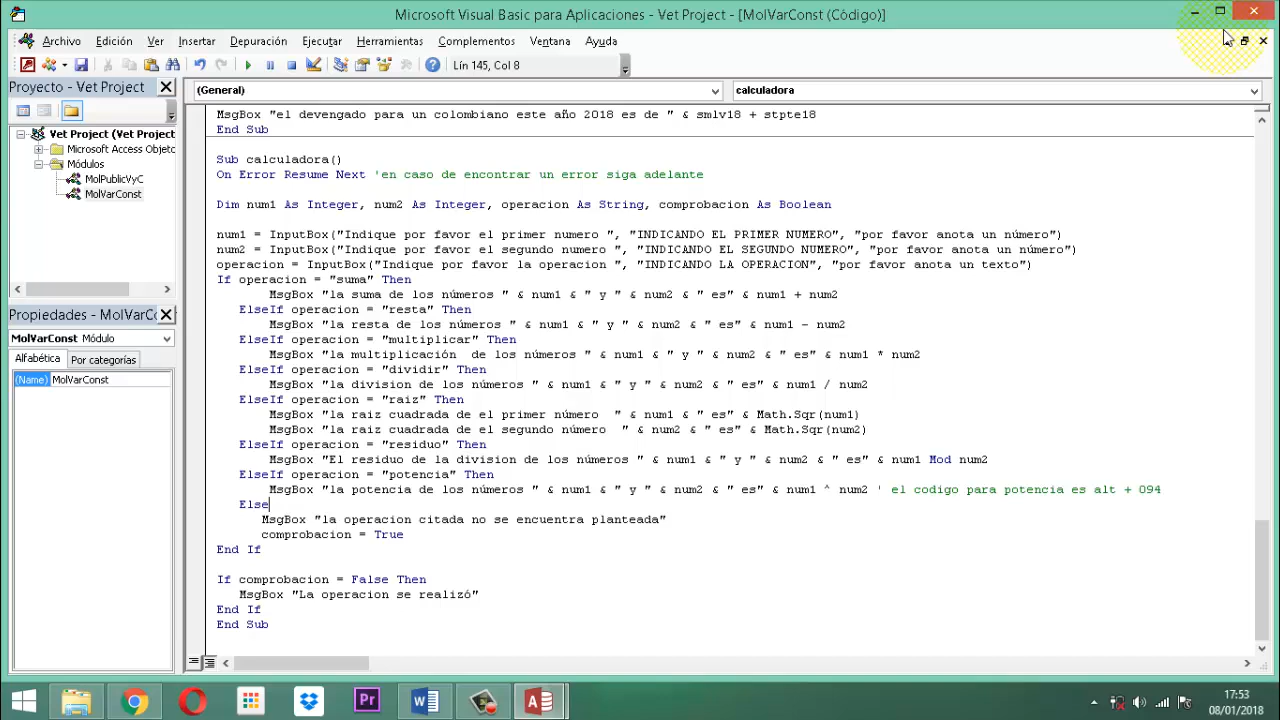 Microsoft Visual Basic para Aplicaciones - Vet Project - [MolVarConst (Código)]
Archivo Edición Ver Insertar Depuración Ejecutar Herramientas Complementos Ventana Ayuda
Lín 145, Col 8
Proyecto - Vet Project
Vet Project (Vet Project
Microsoft Access Objeto
Módulos
MolPublicVyC
MolVarConst
Propiedades - MolVarCo
MolVarConst Módulo
Alfabética Por categorías
(Name) MolVarConst
(General) calculadora
MsgBox "el devengado para un colombiano este año 2018 es de " & smlv18 + stpte18
End Sub
Sub calculadora()
On Error Resume Next 'en caso de encontrar un error siga adelante
Dim num1 As Integer, num2 As Integer, operacion As String, comprobacion As Boolean
num1 = InputBox("Indique por favor el primer numero ", "INDICANDO EL PRIMER NUMERO", "por favor anota un número")
num2 = InputBox("Indique por favor el segundo numero ", "INDICANDO EL SEGUNDO NUMERO", "por favor anota un número")
operacion = InputBox("Indique por favor la operacion ", "INDICANDO LA OPERACION", "por favor anota un texto")
If operacion = "suma" Then
MsgBox "la suma de los números " & num1 & " y " & num2 & " es" & num1 + num2
ElseIf operacion = "resta" Then
MsgBox "la resta de los números " & num1 & " y " & num2 & " es" & num1 - num2
ElseIf operacion = "multiplicar" Then
MsgBox "la multiplicación  de los números " & num1 & " y " & num2 & " es" & num1 * num2
ElseIf operacion = "dividir" Then
MsgBox "la division de los números " & num1 & " y " & num2 & " es" & num1 / num2
ElseIf operacion = "raiz" Then
MsgBox "la raiz cuadrada de el primer número  " & num1 & " es" & Math.Sqr(num1)
MsgBox "la raiz cuadrada de el segundo número  " & num2 & " es" & Math.Sqr(num2)
ElseIf operacion = "residuo" Then
MsgBox "El residuo de la division de los números " & num1 & " y " & num2 & " es" & num1 Mod num2
ElseIf operacion = "potencia" Then
MsgBox "la potencia de los números " & num1 & " y " & num2 & " es" & num1 ^ num2 ' el codigo para potencia es alt + 094
Else
MsgBox "la operacion citada no se encuentra planteada"
comprobacion = True
End If
If comprobacion = False Then
MsgBox "La operacion se realizó"
End If
End Sub
Pr
17:53
08/01/2018